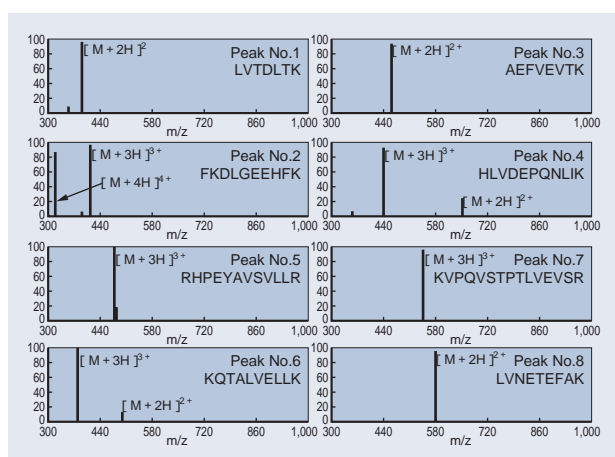 100
80
60
40
20
0
[ M + 2H ]2
Peak No.1
LVTDLTK
300 440 580 720 860 1,000
m/z
100
80
60
40
20
0
[ M + 2H ]2 +
Peak No.3
AEFVEVTK
300 440 580 720 860 1,000
m/z
100
80
60
40
20
0
[ M + 3H ]3 +
[ M + 4H ]4 +
Peak No.2
FKDLGEEHFK
300 440 580 720 860 1,000
m/z
100
80
60
40
20
0
[ M + 3H ]3 +
Peak No.4
HLVDEPQNLIK
[ M + 2H ]2 +
300 440 580 720 860 1,000
m/z
100
80
60
40
20
0
[ M + 3H ]3 +
Peak No.5
RHPEYAVSVLLR
300 440 580 720 860 1,000
m/z
100
80
60
40
20
0
[ M + 3H ]3 +
Peak No.7
KVPQVSTPTLVEVSR
300 440 580 720 860 1,000
m/z
100
80
60
40
20
0
[ M + 3H ]3 +
Peak No.6
KQTALVELLK
[ M + 2H ]2 +
300 440 580 720 860 1,000
m/z
100
80
60
40
20
0
[ M + 2H ]2 +
Peak No.8
LVNETEFAK
300 440 580 720 860 1,000
m/z